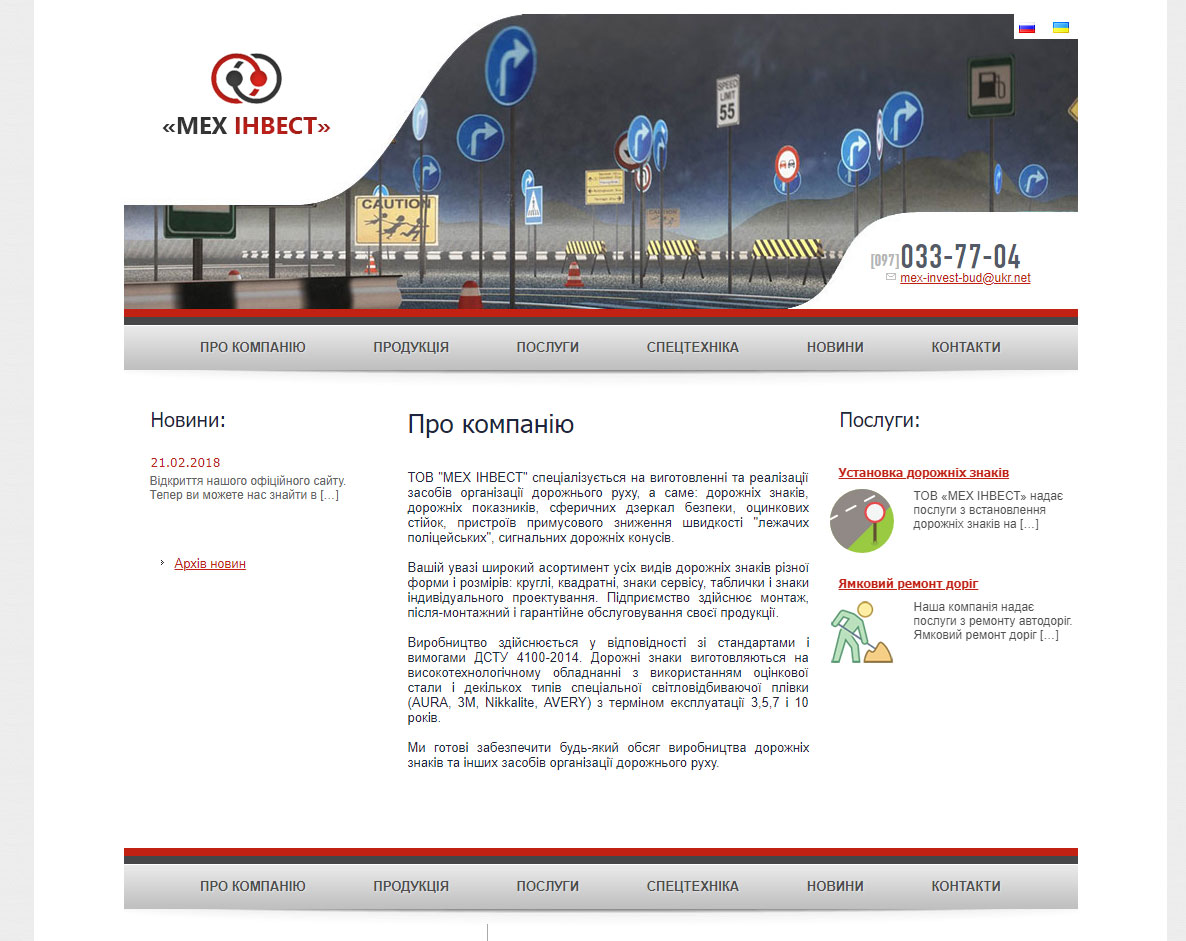 «МЕХ ІНВЕСТ»
SPEED
LIMIT
55
CAUTION
CAUTION
[097]033-77-04
mex-invest-bud@ukr.net
ПРО КОМПАНІЮ ПРОДУКЦІЯ ПОСЛУГИ СПЕЦТЕХНІКА НОВИНИ КОНТАКТИ
Новини:
21.02.2018
Відкриття нашого офіційного сайту.
Тепер ви можете нас знайти в […]
Архів новин
Про компанію
ТОВ "МЕХ ІНВЕСТ" спеціалізується на виготовленні та реалізації
засобів організації дорожнього руху, а саме: дорожніх знаків,
дорожніх показників, сферичних дзеркал безпеки, оцинкових
стійок, пристроїв примусового зниження швидкості "лежачих
поліцейських", сигнальних дорожніх конусів.
Вашій увазі широкий асортимент усіх видів дорожніх знаків різної
форми і розмірів: круглі, квадратні, знаки сервісу, таблички і знаки
індивідуального проектування. Підприємство здійснює монтаж,
після-монтажний і гарантійне обслуговування своєї продукції.
Виробництво здійснюється у відповідності зі стандартами і
вимогами ДСТУ 4100-2014. Дорожні знаки виготовляються на
високотехнологічному обладнанні з використанням оцінкової
стали і декількох типів спеціальної світловідбиваючої плівки
(AURA, 3M, Nikkalite, AVERY) з терміном експлуатації 3,5,7 і 10
років.
Ми готові забезпечити будь-який обсяг виробництва дорожніх
знаків та інших засобів організації дорожнього руху.
Послуги:
Установка дорожніх знаків
ТОВ «МЕХ ІНВЕСТ» надає
послуги з встановлення
дорожніх знаків на […]
Ямковий ремонт доріг
Наша компанія надає
послуги з ремонту автодоріг.
Ямковий ремонт доріг […]
ПРО КОМПАНІЮ ПРОДУКЦІЯ ПОСЛУГИ СПЕЦТЕХНІКА НОВИНИ КОНТАКТИ